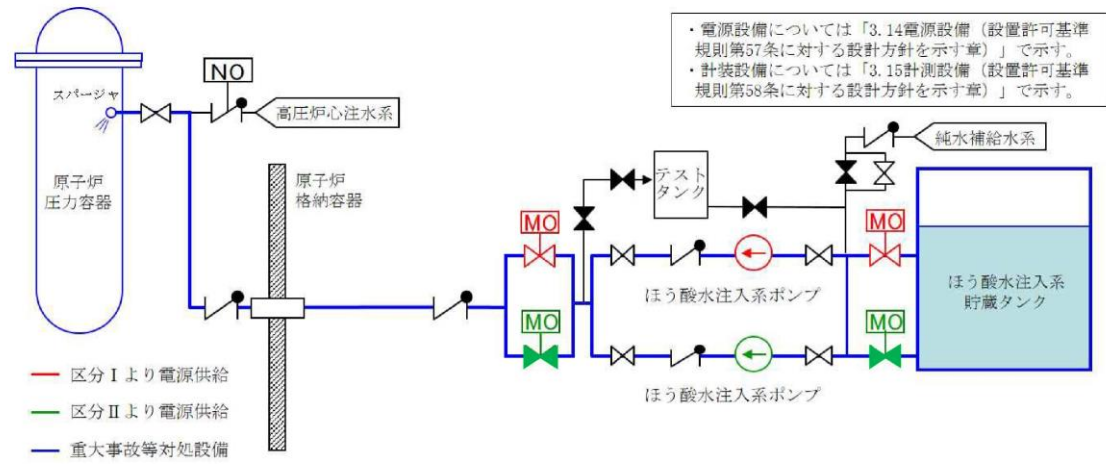 ・電源設備については「3.14電源設備（設置許可基準
規則第57条に対する設計方針を示す章）」で示す。
・計装設備については「3.15計測設備（設置許可基準
規則第58条に対する設計方針を示す章）」で示す。
NO
スパージャ
高圧炉心注水系
純水補給水系
テスト
タンク
原子炉
圧力容器
原子炉
格納容器
MO
MO
ほう酸水注入系ポンプ
ほう酸水注入系
貯蔵タンク
MO
MO
ほう酸水注入系ポンプ
区分Ⅰより電源供給
区分Ⅱより電源供給
重大事故等対処設備